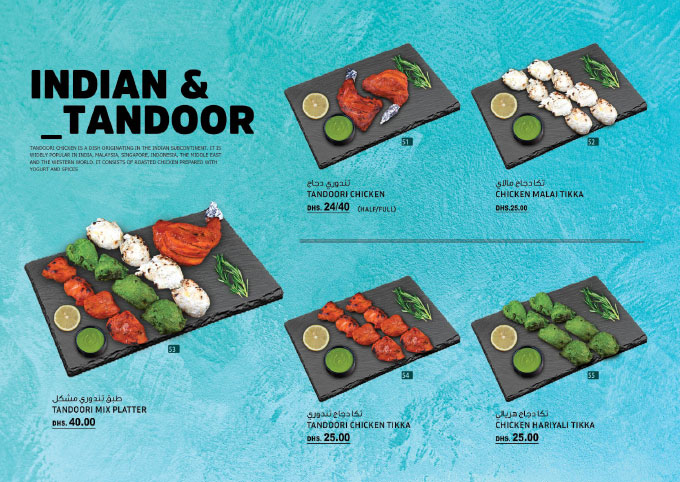 INDIAN &
_TANDOOR
TANDOORI CHICKEN IS A DISH ORIGINATING IN THE INDIAN SUBCONTINENT. IT IS
WIDELY POPULAR IN INDIA, MALAYSIA, SINGAPORE, INDONESIA, THE MIDDLE EAST
AND THE WESTERN WORLD. IT CONSISTS OF ROASTED CHICKEN PREPARED WITH
YOGURT AND SPICES
51
تندوري دجاج
TANDOORI CHICKEN
DHS. 24/40 (HALF/FULL)
52
تكا دجاج مالاي
CHICKEN MALAI TIKKA
DHS.25.00
53
طبق تندوري مشكل
TANDOORI MIX PLATTER
DHS. 40.00
54
تكا دجاج تندوري
TANDOORI CHICKEN TIKKA
DHS. 25.00
55
تكا دجاج هريالي
CHICKEN HARIYALI TIKKA
DHS. 25.00